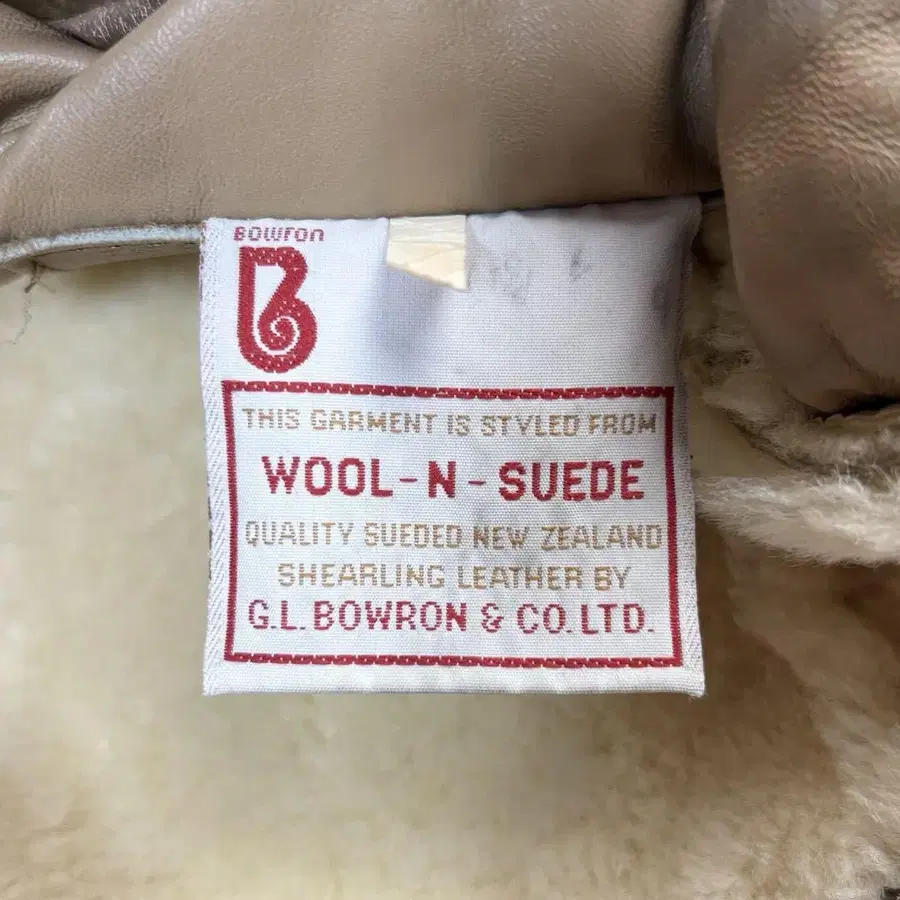 Bowron
B
THIS GARMENT IS STYLED FROM
WOOL-N-SUEDE
QUALITY SUEDED NEW ZEALAND
SHEARLING LEATHER BY
G.L. BOWRON & CO. LTD.